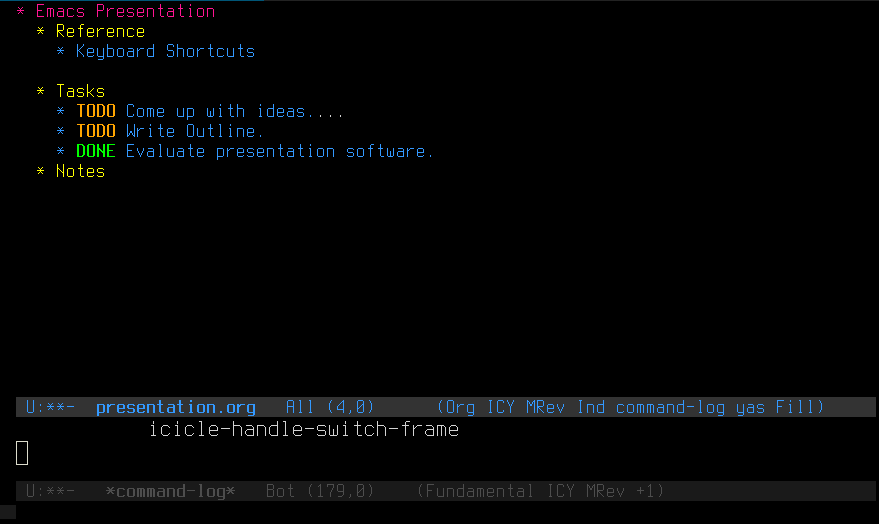 * Emacs Presentation
* Reference
* Keyboard Shortcuts
* Tasks
* TODO Come up with ideas....
* TODO Write Outline.
* DONE Evaluate presentation software.
* Notes
U:**- presentation.org All (4,0) (Org ICY MRev Ind command-log yas Fill)
icicle-handle-switch-frame
U:**- *command-log* Bot (179,0) (Fundamental ICY MRev +1)